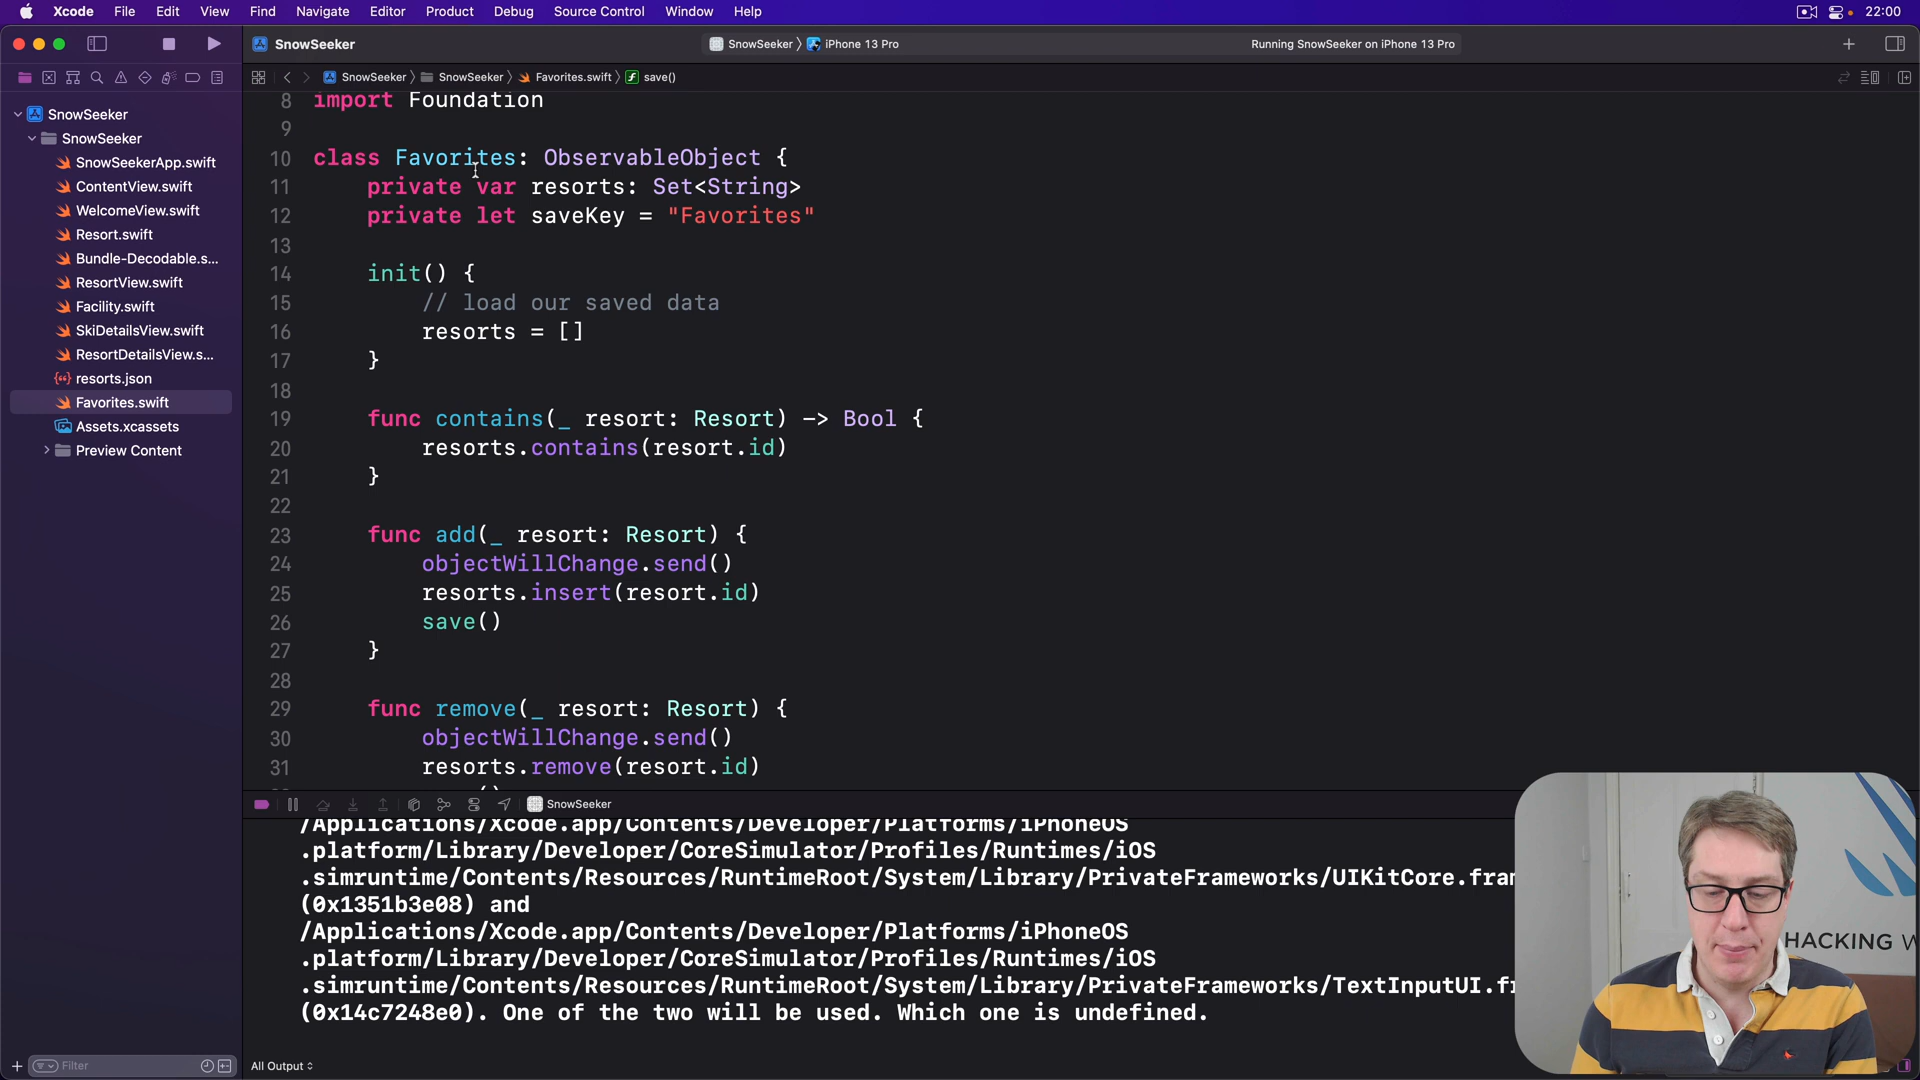 Xcode File Edit View Find Navigate Editor Product Debug Source Control Window Help 22:00
SnowSeeker SnowSeeker iPhone 13 Pro Running SnowSeeker on iPhone 13 Pro
SnowSeeker SnowSeeker Favorites.swift save()
SnowSeeker
SnowSeeker
SnowSeekerApp.swift
ContentView.swift
WelcomeView.swift
Resort.swift
Bundle-Decodable.s...
ResortView.swift
Facility.swift
SkiDetailsView.swift
ResortDetailsView.s...
resorts.json
Favorites.swift
Assets.xcassets
Preview Content
Filter
8 import Foundation
9
10 class Favorites: ObservableObject {
11 private var resorts: Set<String>
12 private let saveKey = "Favorites"
13
14 init() {
15 // load our saved data
16 resorts = []
17 }
18
19 func contains(_ resort: Resort) -> Bool {
20 resorts.contains(resort.id)
21 }
22
23 func add(_ resort: Resort) {
24 objectWillChange.send()
25 resorts.insert(resort.id)
26 save()
27 }
28
29 func remove(_ resort: Resort) {
30 objectWillChange.send()
31 resorts.remove(resort.id)
SnowSeeker
/Applications/Xcode.app/Contents/Developer/Platforms/iPhoneOS
.platform/Library/Developer/CoreSimulator/Profiles/Runtimes/iOS
.simruntime/Contents/Resources/RuntimeRoot/System/Library/PrivateFrameworks/UIKitCore.fram
(0x1351b3e08) and
/Applications/Xcode.app/Contents/Developer/Platforms/iPhoneOS
.platform/Library/Developer/CoreSimulator/Profiles/Runtimes/iOS
.simruntime/Contents/Resources/RuntimeRoot/System/Library/PrivateFrameworks/TextInputUI.fr
(0x14c7248e0). One of the two will be used. Which one is undefined.
All Output
HACKING W